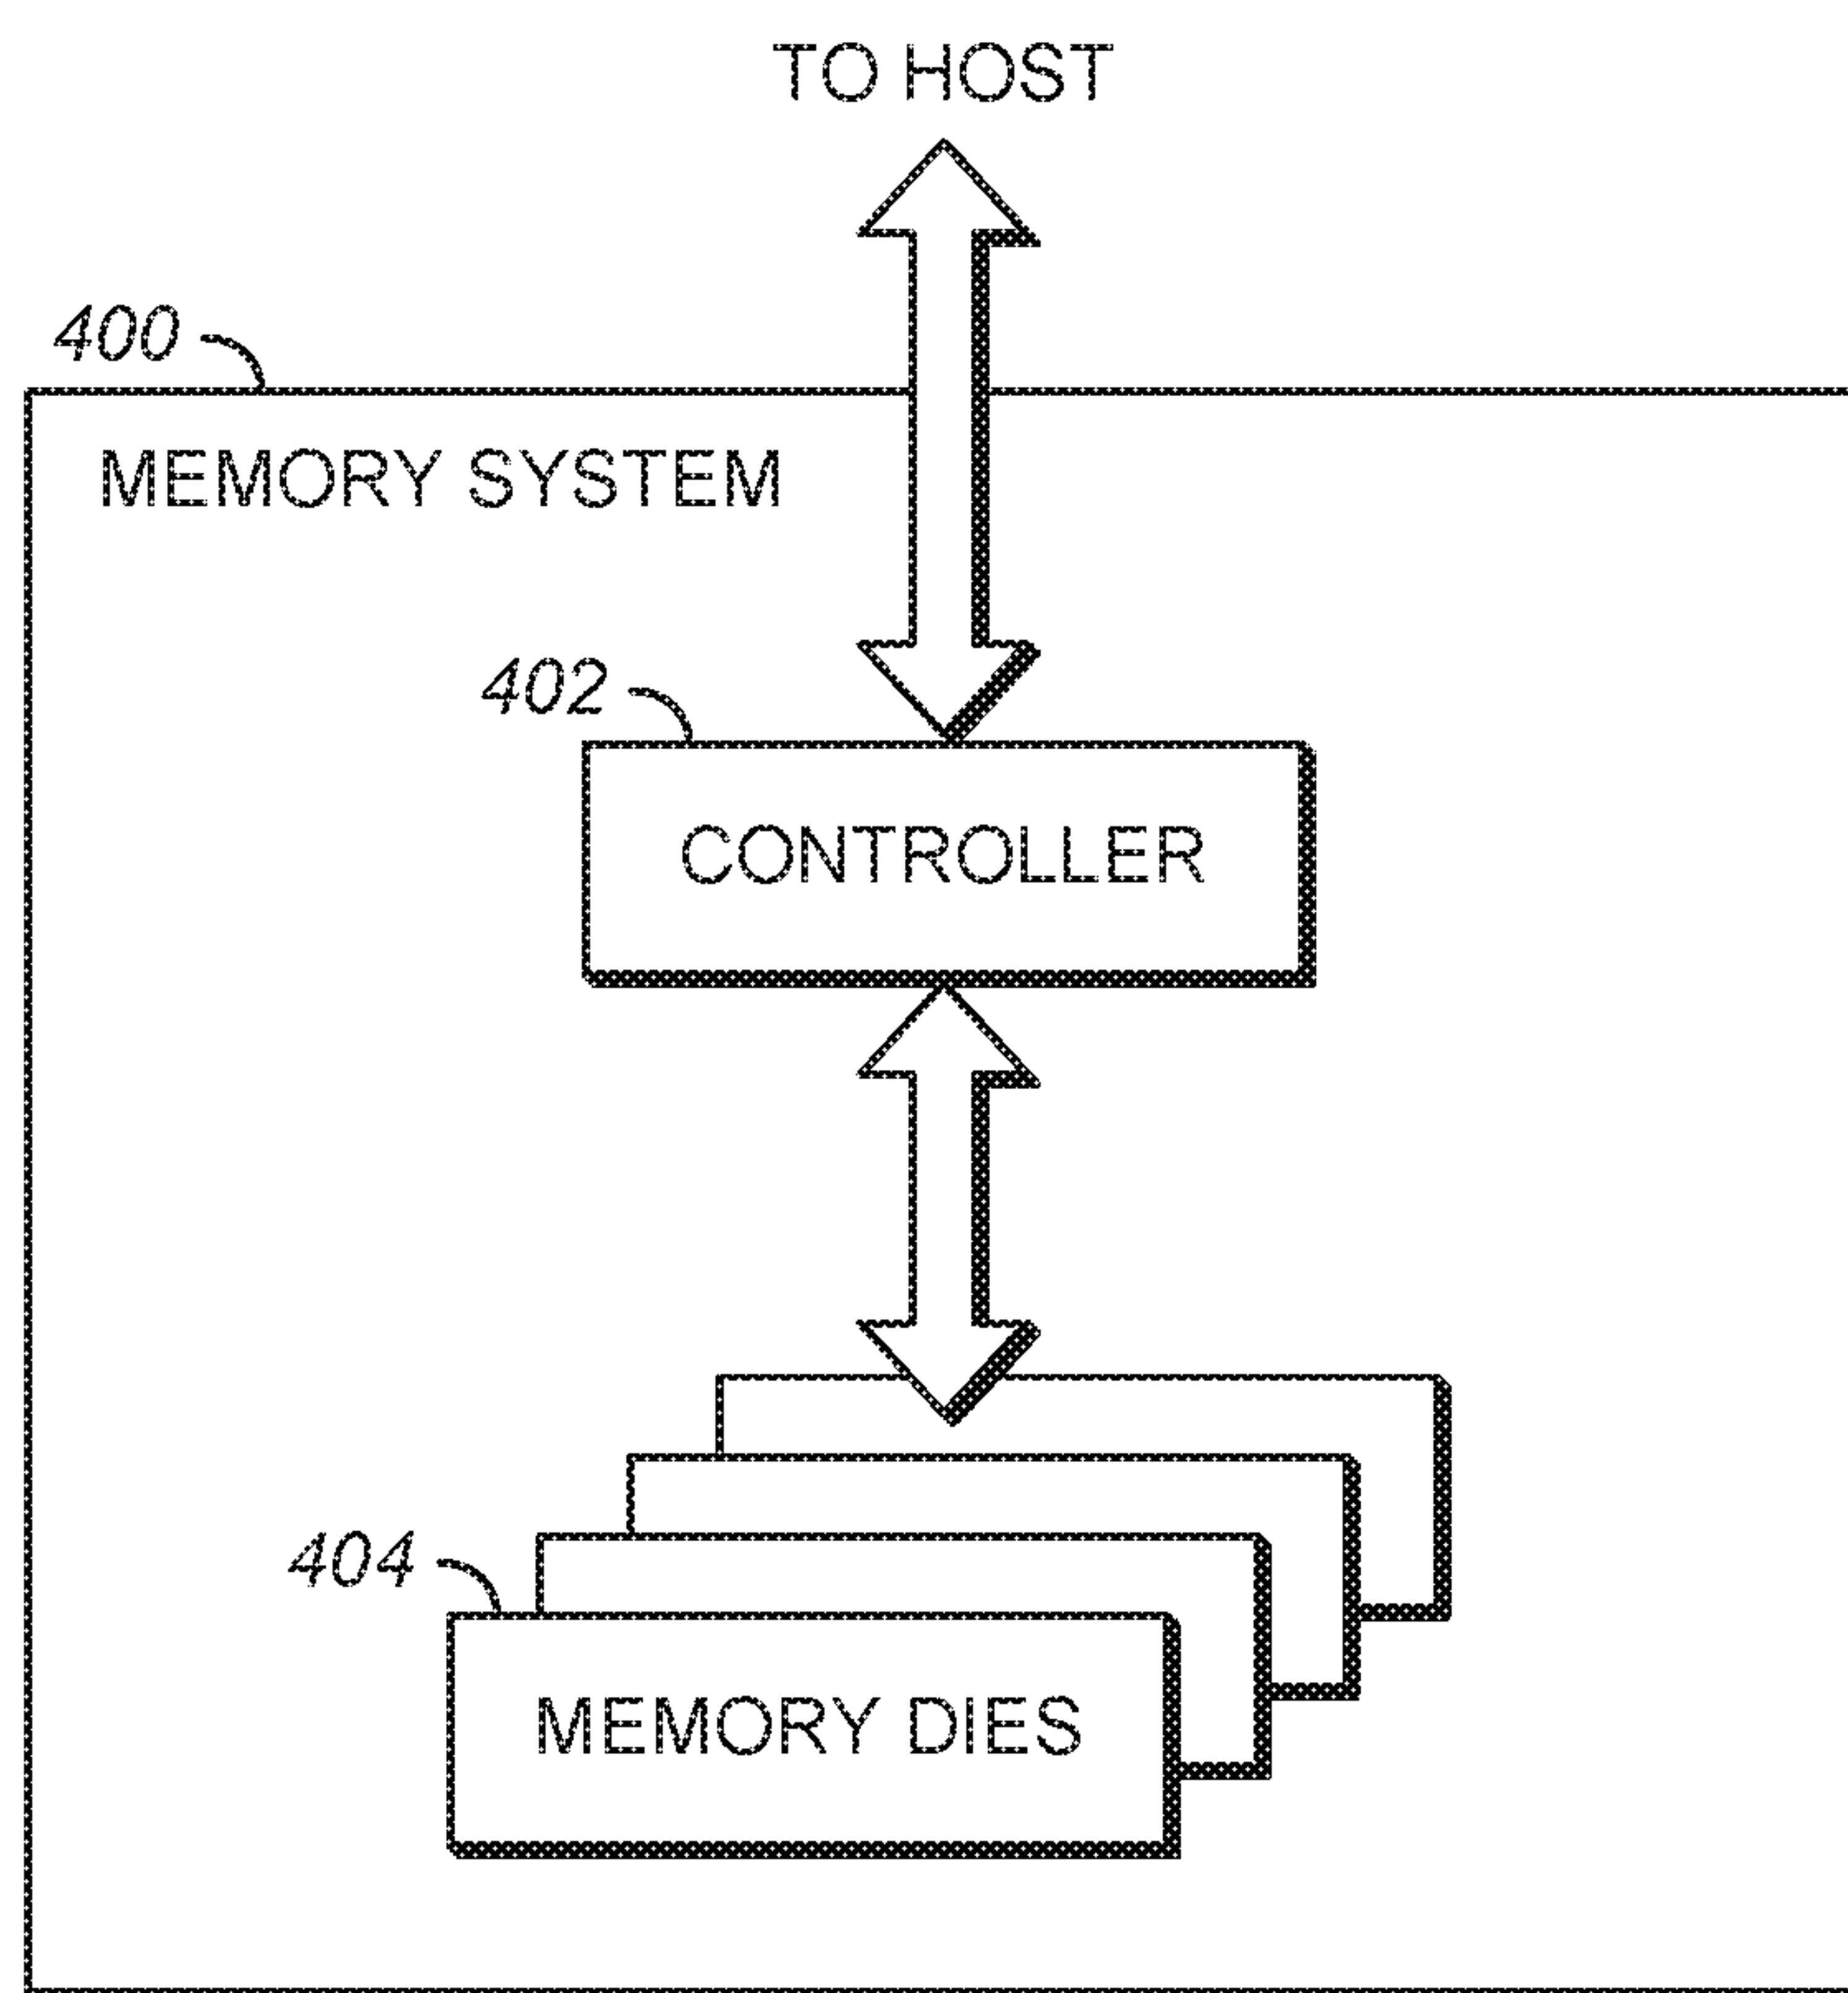 TO HOST
400
MEMORY SYSTEM
402
CONTROLLER
404
MEMORY DIES